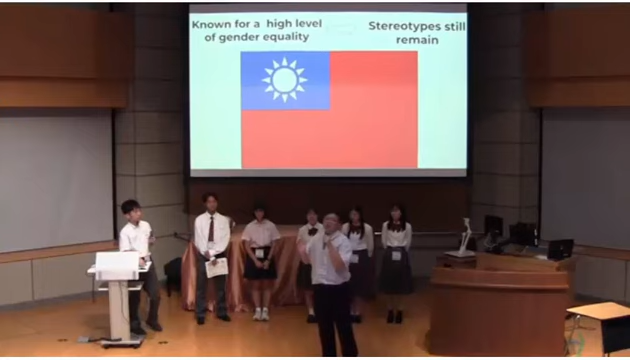 Known for a high level
of gender equality
Stereotypes still
remain